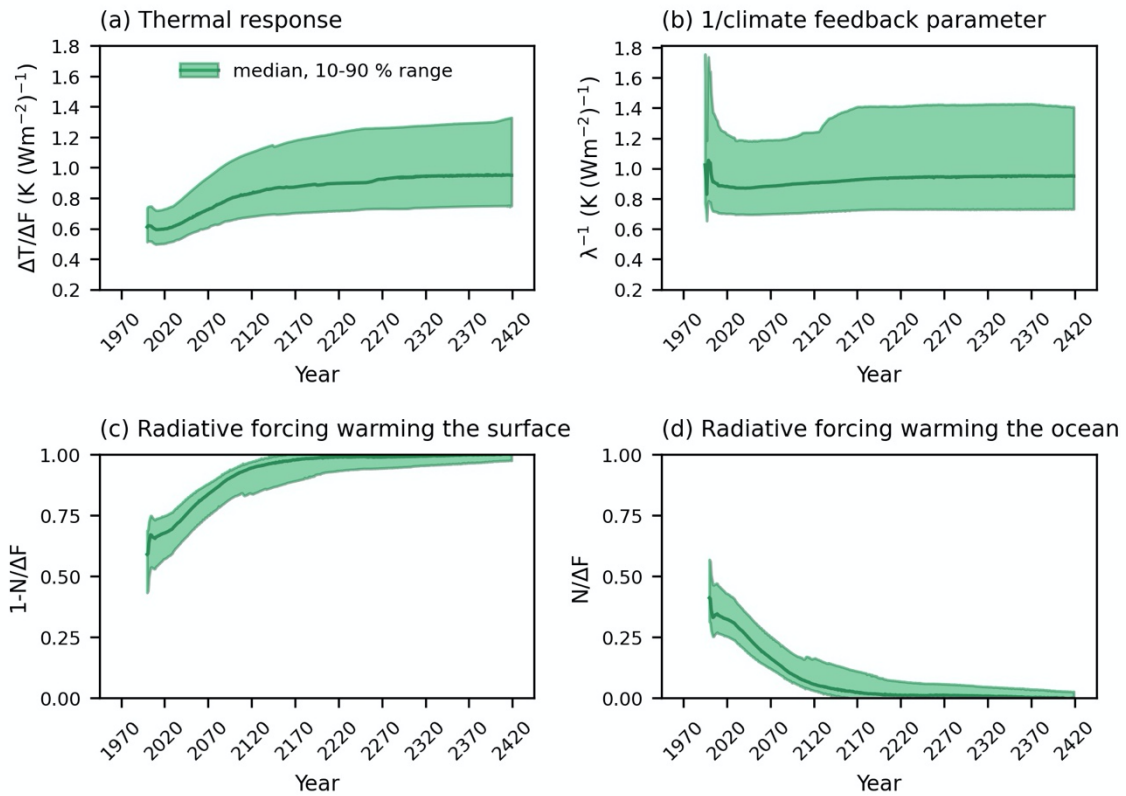 (a) Thermal response
ΔT/ΔF (K (Wm⁻²)⁻¹)
1.8
1.6
1.4
1.2
1.0
0.8
0.6
0.4
0.2
median, 10-90 % range
1970 2020 2070 2120 2170 2220 2270 2320 2370 2420
Year
(b) 1/climate feedback parameter
λ⁻¹ (K (Wm⁻²)⁻¹)
1.8
1.6
1.4
1.2
1.0
0.8
0.6
0.4
0.2
1970 2020 2070 2120 2170 2220 2270 2320 2370 2420
Year
(c) Radiative forcing warming the surface
1-N/ΔF
1.00
0.75
0.50
0.25
0.00
1970 2020 2070 2120 2170 2220 2270 2320 2370 2420
Year
(d) Radiative forcing warming the ocean
N/ΔF
1.00
0.75
0.50
0.25
0.00
1970 2020 2070 2120 2170 2220 2270 2320 2370 2420
Year